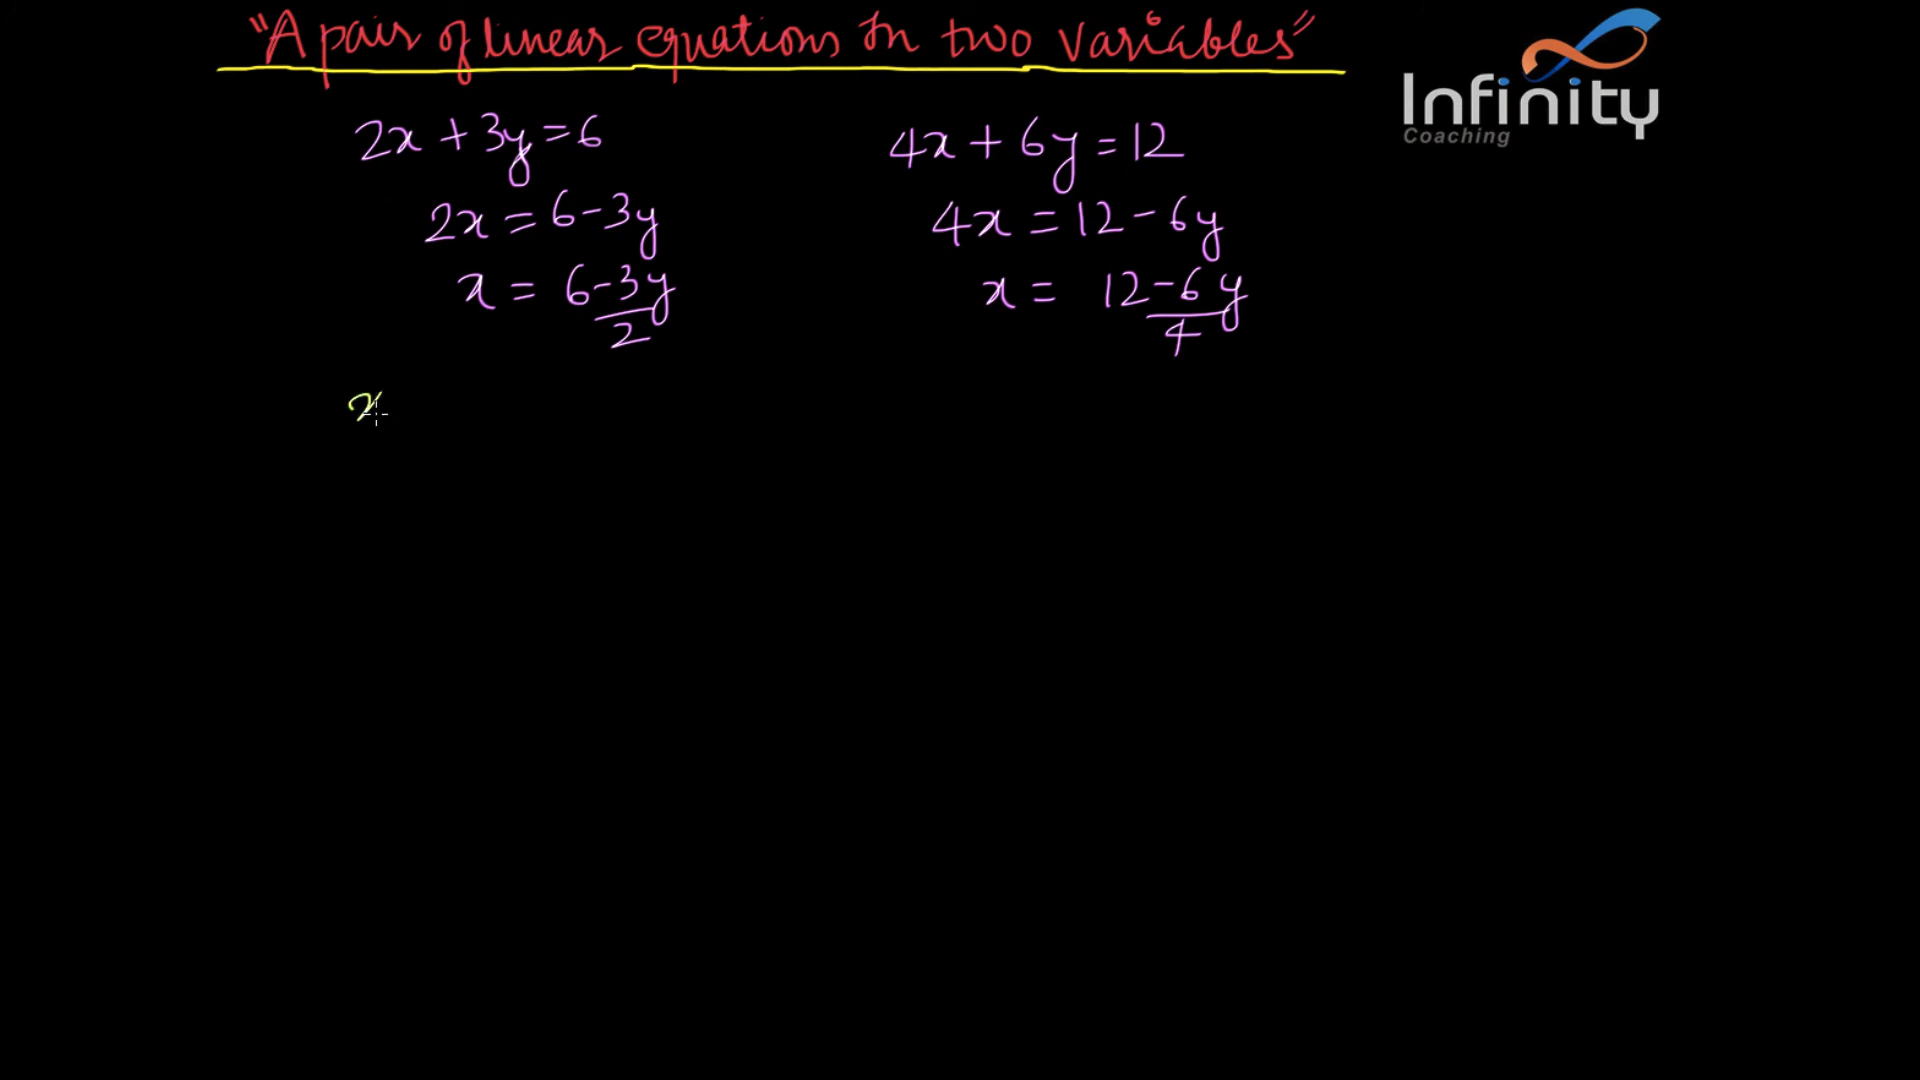 "A pair of linear equations in two variables"
Infinity
Coaching
2x + 3y = 6
2x = 6 - 3y
x = 6 - 3y
2
4x + 6y = 12
4x = 12 - 6y
x = 12 - 6y
4
x